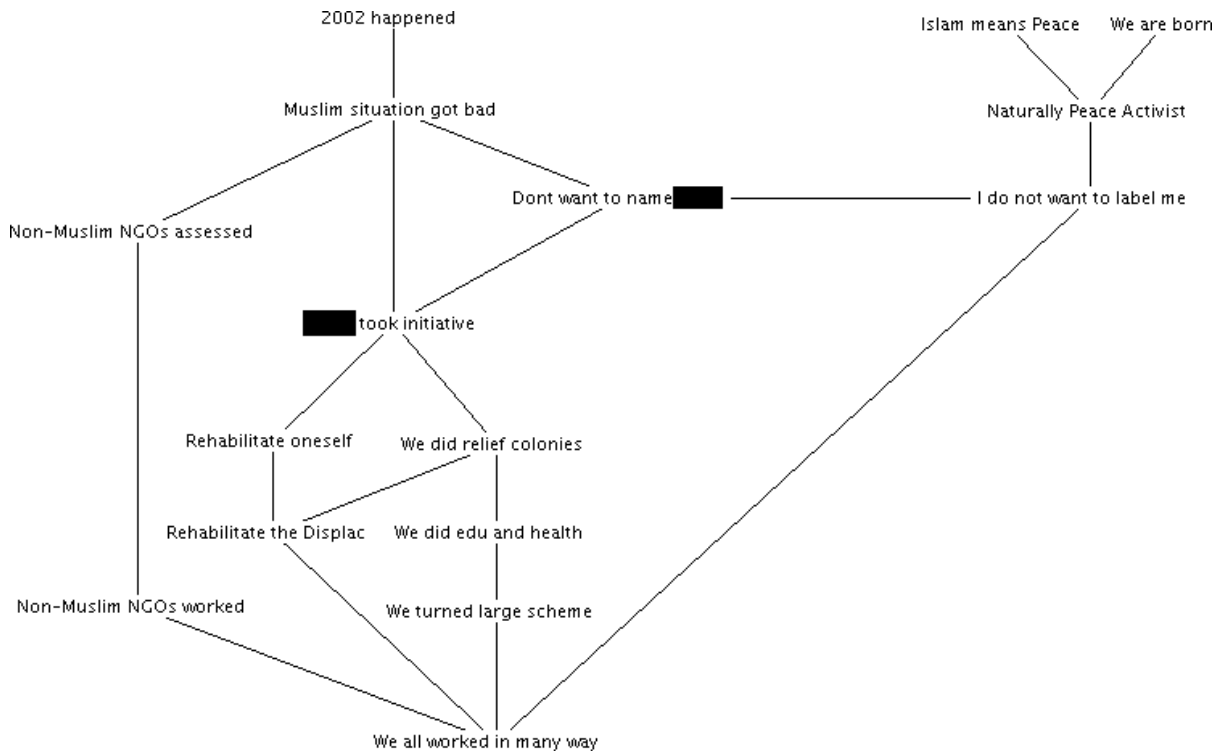 2002 happened
Islam means Peace
We are born
Muslim situation got bad
Naturally Peace Activist
Dont want to name
I do not want to label me
Non-Muslim NGOs assessed
took initiative
Rehabilitate oneself
We did relief colonies
Rehabilitate the Displac
We did edu and health
Non-Muslim NGOs worked
We turned large scheme
We all worked in many way